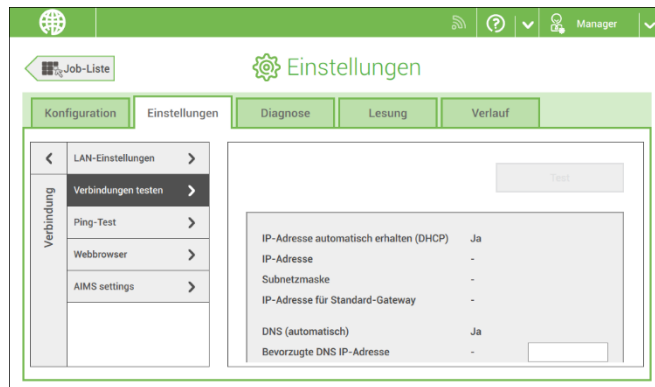 Manager
Job-Liste
Einstellungen
Konfiguration
Einstellungen
Diagnose
Lesung
Verlauf
Verbindung
LAN-Einstellungen
Verbindungen testen
Ping-Test
Webbrowser
AIMS settings
Test
IP-Adresse automatisch erhalten (DHCP) Ja
IP-Adresse -
Subnetzmaske -
IP-Adresse für Standard-Gateway -
DNS (automatisch) Ja
Bevorzugte DNS IP-Adresse -